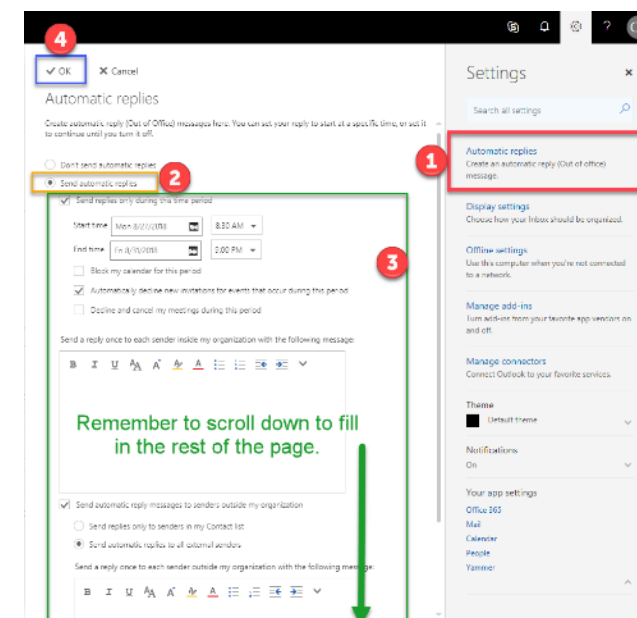 4
OK
Cancel
Automatic replies
Create automatic reply (Out of Office) messages here. You can set your reply to start at a specific time, or set it
to continue until you turn it off.
Don't send automatic replies
Send automatic replies
2
Send replies only during this time period
Start time Mon 8/27/2018 8:30 AM
End time Fri 8/31/2018 2:00 PM
3
Block my calendar for this period
Automatically decline new invitations for events that occur during this period
Decline and cancel my meetings during this period
Send a reply once to each sender inside my organization with the following message:
B I U
Remember to scroll down to fill
in the rest of the page.
Send automatic reply messages to senders outside my organization
Send replies only to senders in my Contact list
Send automatic replies to all external senders
Send a reply once to each sender outside my organization with the following message:
B I U
Settings
Search all settings
1
Automatic replies
Create an automatic reply (Out of office)
message.
Display settings
Choose how your Inbox should be organized.
Offline settings
Use this computer when you're not connected
to a network.
Manage add-ins
Turn add-ins from your favorite app vendors on
and off.
Manage connectors
Connect Outlook to your favorite services.
Theme
Default theme
Notifications
On
Your app settings
Office 365
Mail
Calendar
People
Yammer